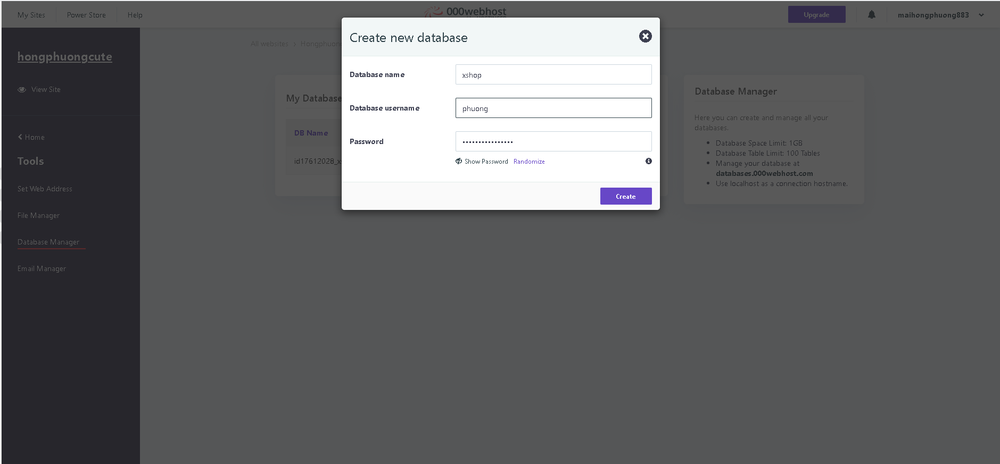 My Sites
Power Store
Help
000webhost
Upgrade
maihongphuong883
hongphuongcute
View Site
Home
Tools
Set Web Address
File Manager
Database Manager
Email Manager
All websites > Hongphuon
My Database
DB Name
id17612028_x
Create new database
Database name
xshop
Database username
phuong
Password
••••••••••••••••
Show Password Randomize
Create
Database Manager
Here you can create and manage all your
databases.
• Database Space Limit: 1GB
• Database Table Limit: 100 Tables
• Manage your database at
databases.000webhost.com
• Use localhost as a connection hostname.